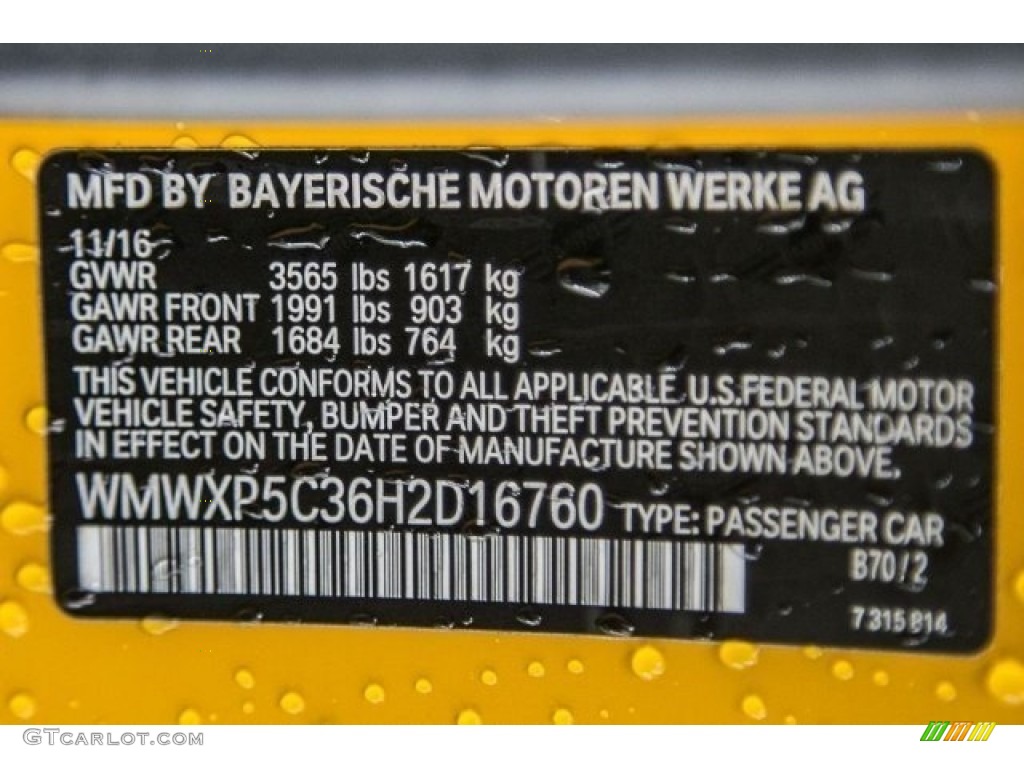 MFD BY BAYERISCHE MOTOREN WERKE AG
11/16
GVWR 3565 lbs 1617 kg
GAWR FRONT 1991 lbs 903 kg
GAWR REAR 1684 lbs 764 kg
THIS VEHICLE CONFORMS TO ALL APPLICABLE U.S.FEDERAL MOTOR
VEHICLE SAFETY, BUMPER AND THEFT PREVENTION STANDARDS
IN EFFECT ON THE DATE OF MANUFACTURE SHOWN ABOVE.
WMWXP5C36H2D16760 TYPE: PASSENGER CAR
B70/2
7 315 814
GTCARLOT.COM